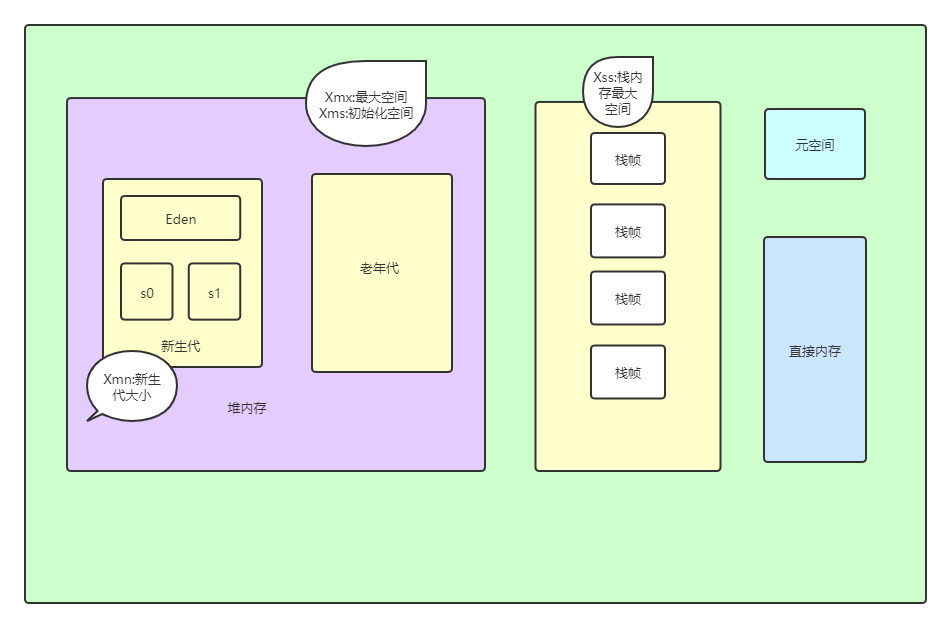 Xmx:最大空间
Xms:初始化空间
Eden
s0
s1
新生代
Xmn:新生
代大小
老年代
堆内存
Xss:栈内
存最大
空间
栈帧
栈帧
栈帧
栈帧
元空间
直接内存